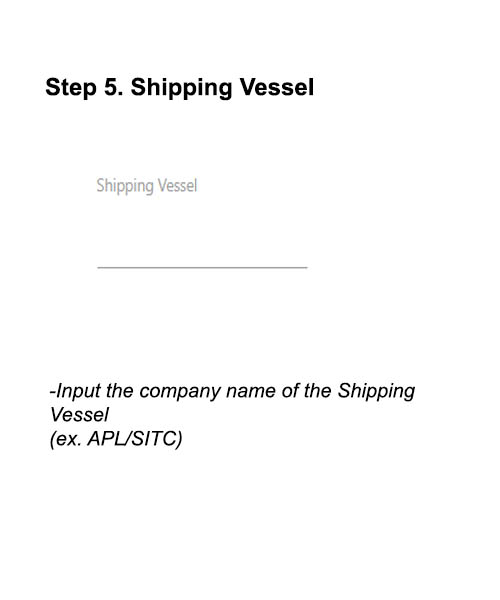 Step 5. Shipping Vessel
Shipping Vessel
-Input the company name of the Shipping
Vessel
(ex. APL/SITC)